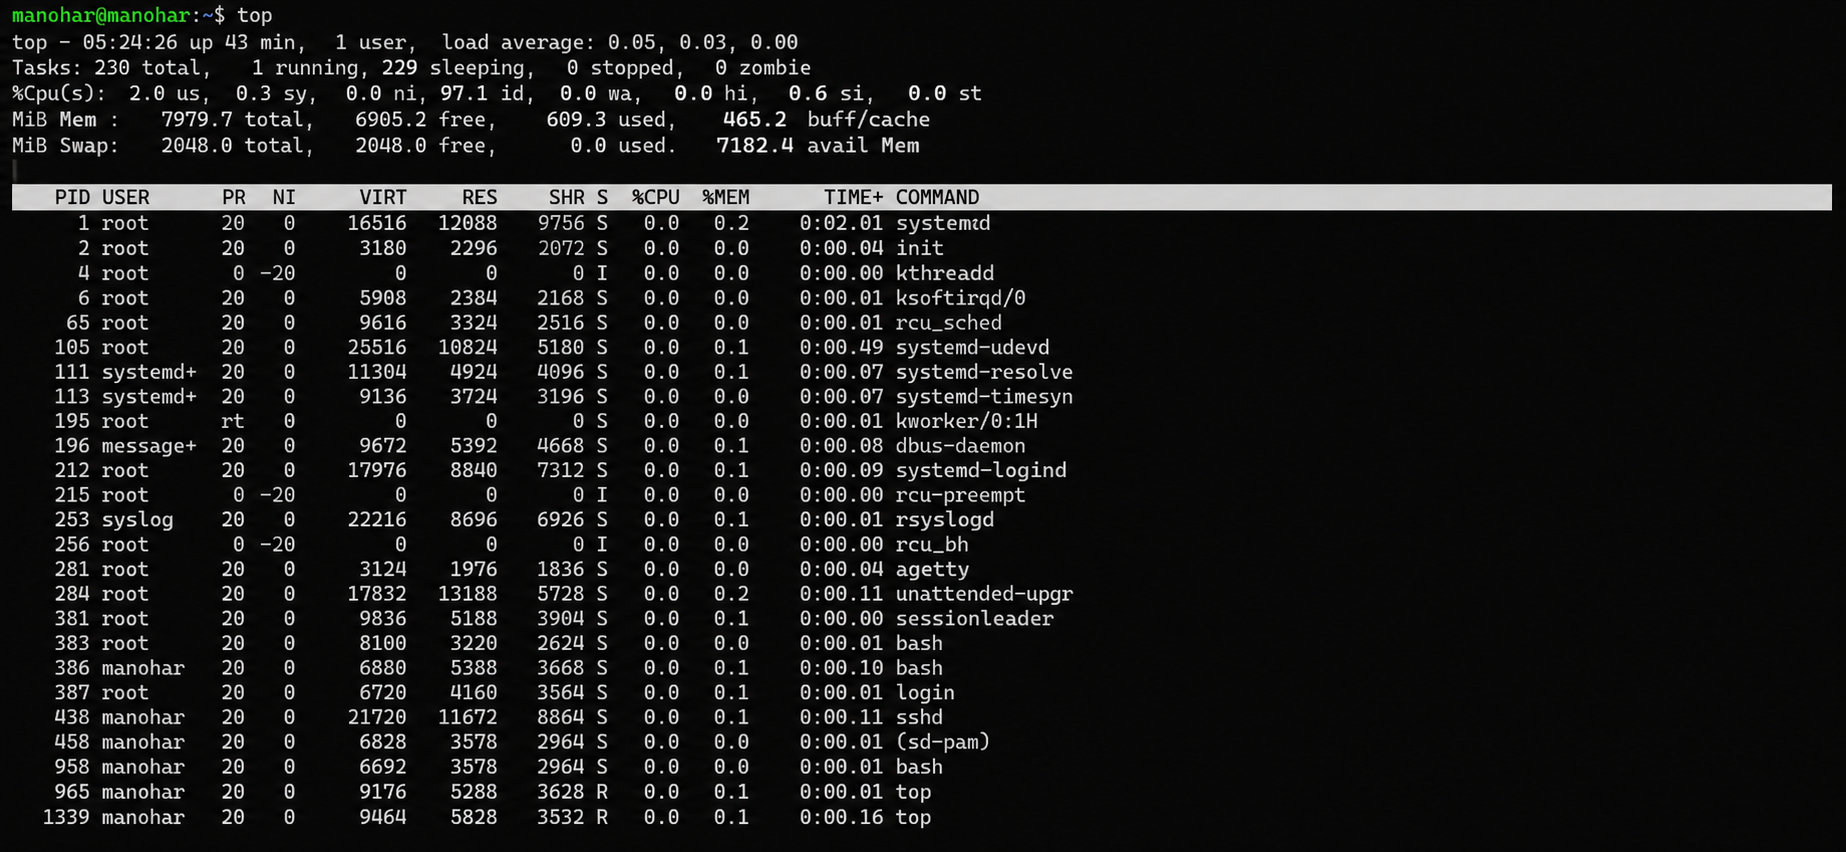 manohar@manohar:~$ top
top - 05:24:26 up 43 min,  1 user,  load average: 0.05, 0.03, 0.00
Tasks: 230 total,   1 running, 229 sleeping,   0 stopped,   0 zombie
%Cpu(s):  2.0 us,  0.3 sy,   0.0 ni, 97.1 id,  0.0 wa,   0.0 hi,   0.6 si,   0.0 st
MiB Mem :   7979.7 total,   6905.2 free,    609.3 used,    465.2 buff/cache
MiB Swap:   2048.0 total,   2048.0 free,      0.0 used.   7182.4 avail Mem
PID USER PR NI VIRT RES SHR S %CPU %MEM TIME+ COMMAND
1 root 20 0 16516 12088 9756 S 0.0 0.2 0:02.01 systemd
2 root 20 0 3180 2296 2072 S 0.0 0.0 0:00.04 init
4 root 0 -20 0 0 0 I 0.0 0.0 0:00.00 kthreadd
6 root 20 0 5908 2384 2168 S 0.0 0.0 0:00.01 ksoftirqd/0
65 root 20 0 9616 3324 2516 S 0.0 0.0 0:00.01 rcu_sched
105 root 20 0 25516 10824 5180 S 0.0 0.1 0:00.49 systemd-udevd
111 systemd+ 20 0 11304 4924 4096 S 0.0 0.1 0:00.07 systemd-resolve
113 systemd+ 20 0 9136 3724 3196 S 0.0 0.0 0:00.07 systemd-timesyn
195 root rt 0 0 0 0 S 0.0 0.0 0:00.01 kworker/0:1H
196 message+ 20 0 9672 5392 4668 S 0.0 0.1 0:00.08 dbus-daemon
212 root 20 0 17976 8840 7312 S 0.0 0.1 0:00.09 systemd-logind
215 root 0 -20 0 0 0 I 0.0 0.0 0:00.00 rcu-preempt
253 syslog 20 0 22216 8696 6926 S 0.0 0.1 0:00.01 rsyslogd
256 root 0 -20 0 0 0 I 0.0 0.0 0:00.00 rcu_bh
281 root 20 0 3124 1976 1836 S 0.0 0.0 0:00.04 agetty
284 root 20 0 17832 13188 5728 S 0.0 0.2 0:00.11 unattended-upgr
381 root 20 0 9836 5188 3904 S 0.0 0.1 0:00.00 sessionleader
383 root 20 0 8100 3220 2624 S 0.0 0.0 0:00.01 bash
386 manohar 20 0 6880 5388 3668 S 0.0 0.1 0:00.10 bash
387 root 20 0 6720 4160 3564 S 0.0 0.1 0:00.01 login
438 manohar 20 0 21720 11672 8864 S 0.0 0.1 0:00.11 sshd
458 manohar 20 0 6828 3578 2964 S 0.0 0.0 0:00.01 (sd-pam)
958 manohar 20 0 6692 3578 2964 S 0.0 0.0 0:00.01 bash
965 manohar 20 0 9176 5288 3628 R 0.0 0.1 0:00.01 top
1339 manohar 20 0 9464 5828 3532 R 0.0 0.1 0:00.16 top